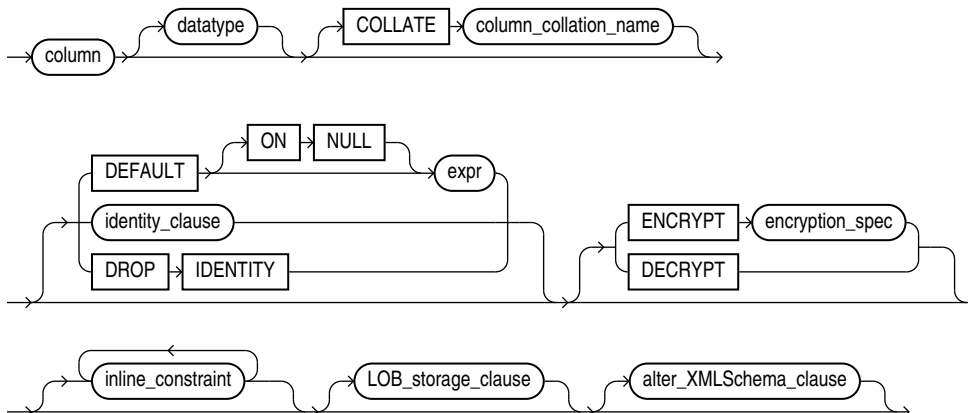 datatype COLLATE column_collation_name
column
ON NULL
DEFAULT expr
identity_clause ENCRYPT encryption_spec
DROP IDENTITY DECRYPT
inline_constraint LOB_storage_clause alter_XMLSchema_clause